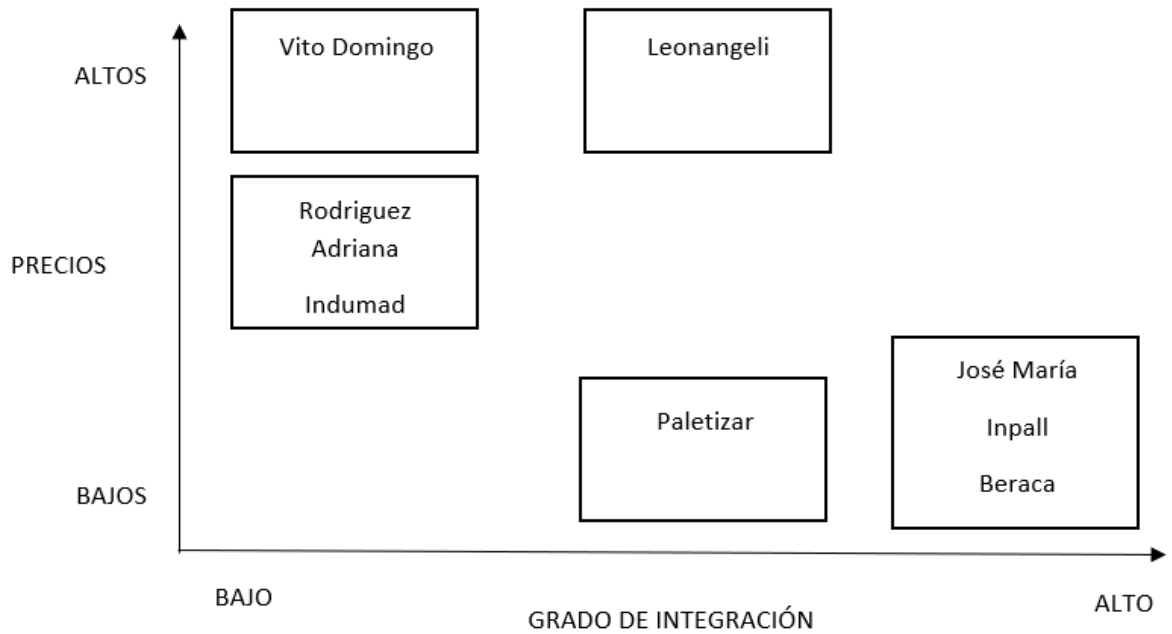 Vito Domingo
Leonangeli
ALTOS
Rodriguez
Adriana
Indumad
PRECIOS
José María
Inpall
Beraca
Paletizar
BAJOS
BAJO
ALTO
GRADO DE INTEGRACIÓN